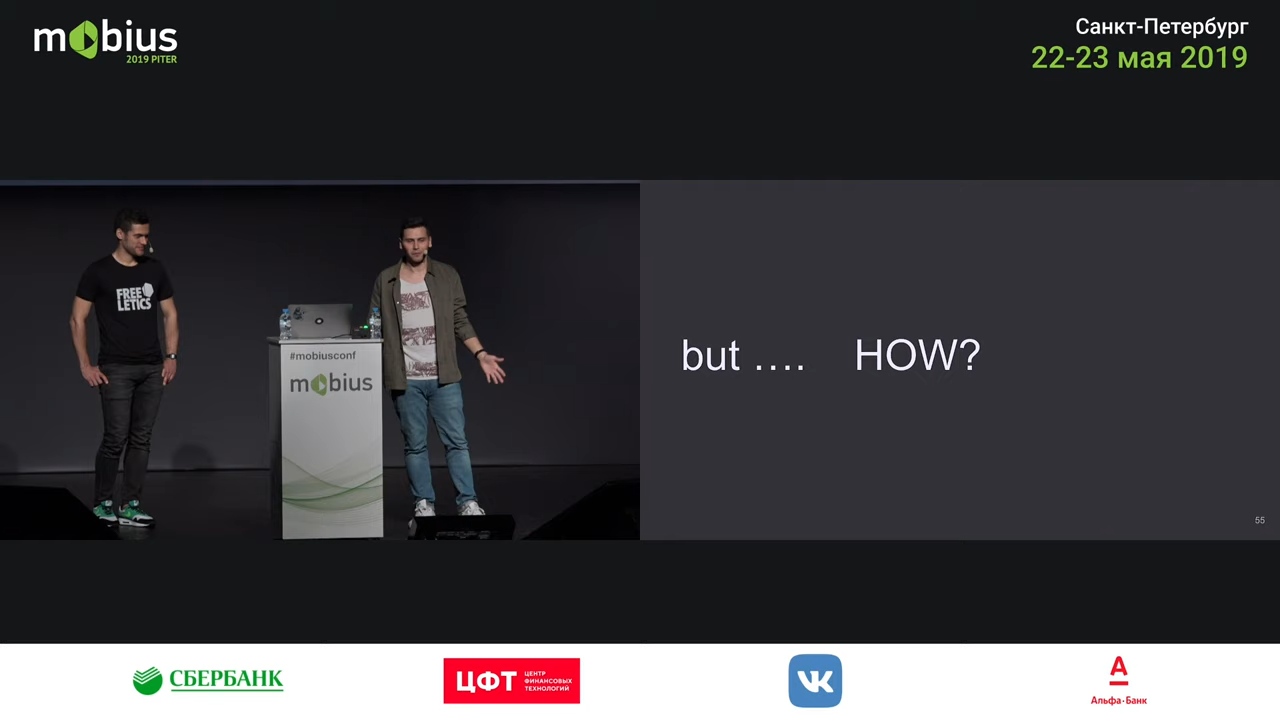 mobius
2019 PITER
Санкт-Петербург
22-23 мая 2019
FREE
LETICS
#mobiusconf
mobius
but .... HOW?
55
СБЕРБАНК
ЦФТ
ЦЕНТР
ФИНАНСОВЫХ
ТЕХНОЛОГИЙ
VK
А
Альфа·Банк